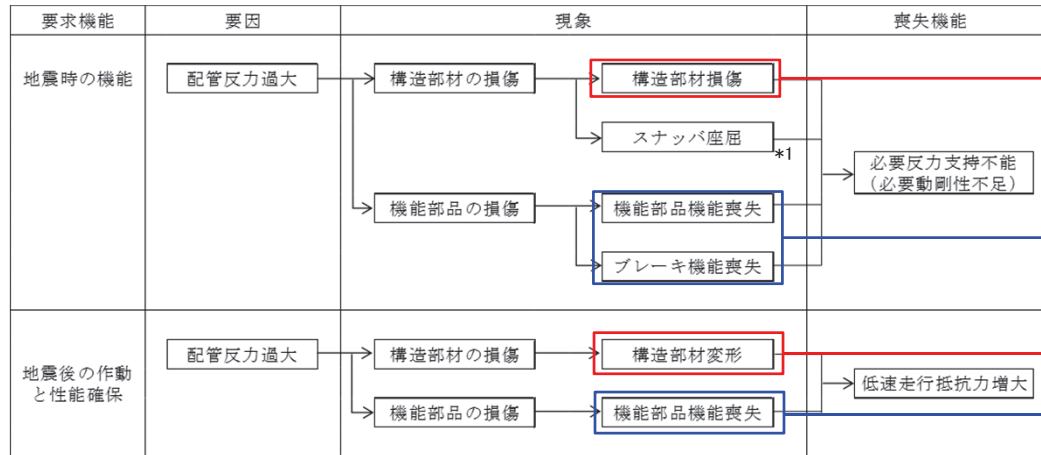 要求機能
要因
現象
喪失機能
地震時の機能
配管反力過大
構造部材の損傷
構造部材損傷
スナッバ座屈
*1
必要反力支持不能
(必要動剛性不足)
機能部品の損傷
機能部品機能喪失
ブレーキ機能喪失
地震後の作動
と性能確保
配管反力過大
構造部材の損傷
構造部材変形
低速走行抵抗力増大
機能部品の損傷
機能部品機能喪失